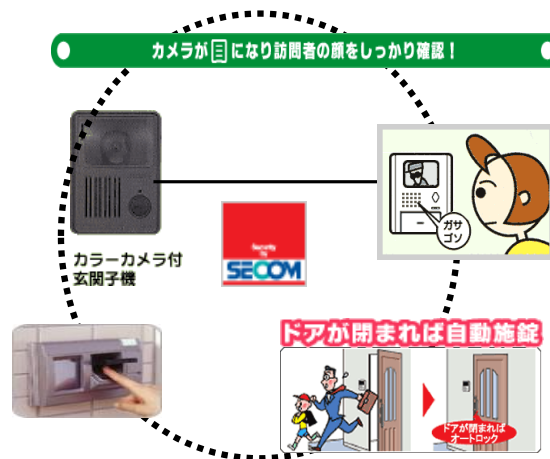 カメラが目になり訪問者の顔をしっかり確認！
ガサ
ゴソ
カラーカメラ付
玄関子機
Security
by
SECOM
ドアが閉まれば自動施錠
ドアが閉まれば
オートロック